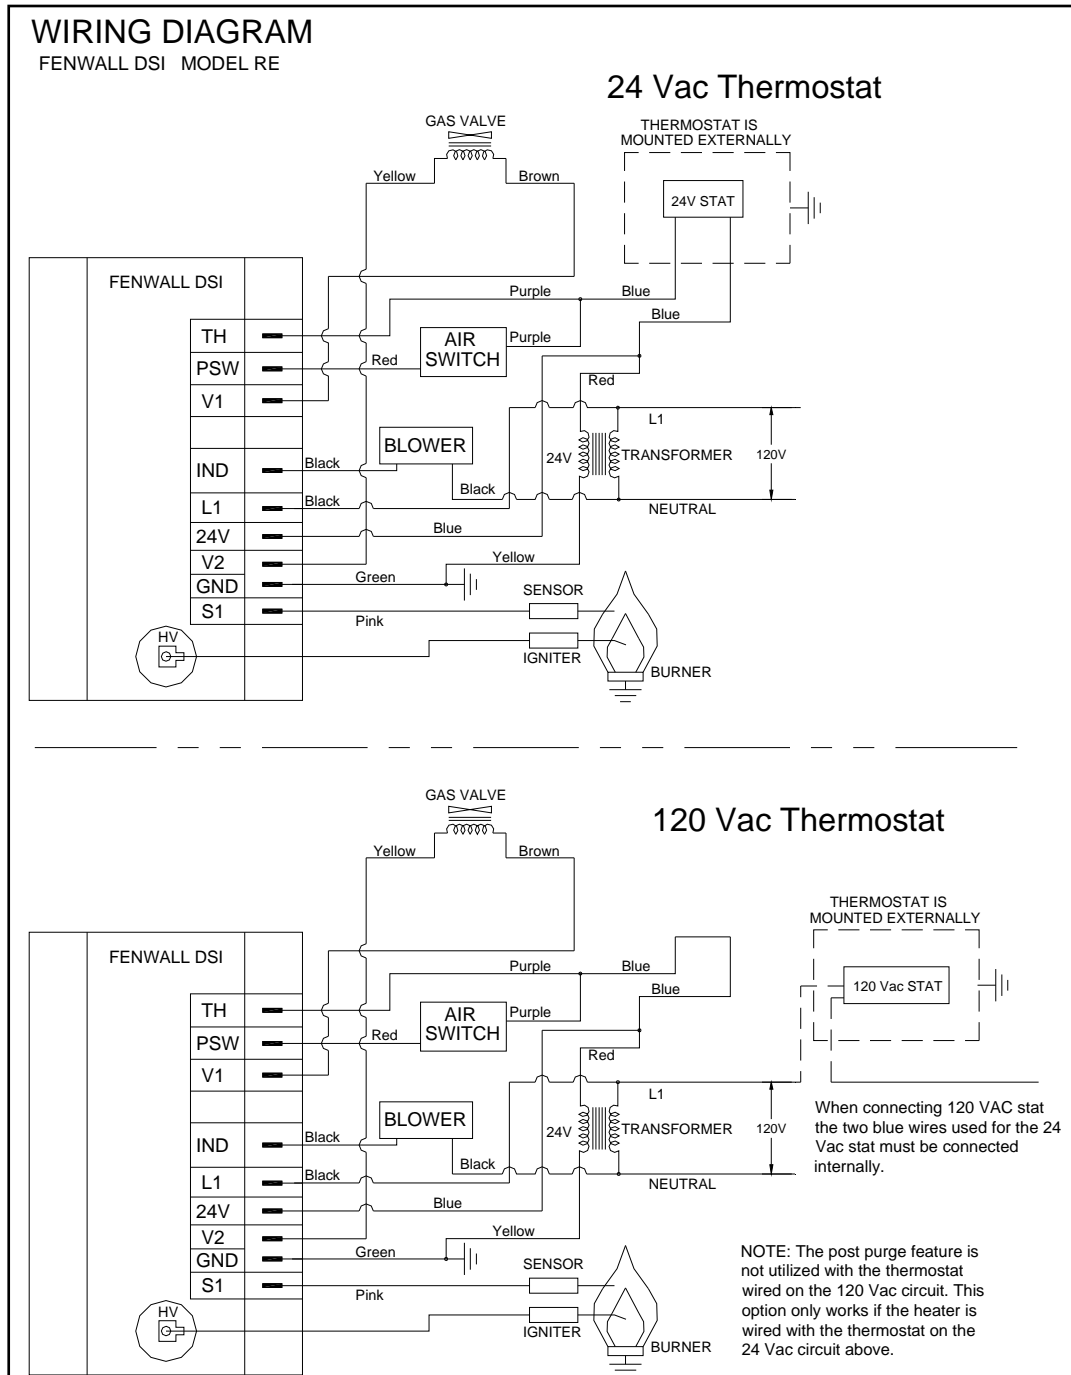 WIRING DIAGRAM
FENWALL DSI MODEL RE
24 Vac Thermostat
GAS VALVE
THERMOSTAT IS
MOUNTED EXTERNALLY
Yellow
Brown
24V STAT
FENWALL DSI
Purple
Blue
Blue
TH
AIR
SWITCH
Purple
PSW
Red
Red
V1
L1
BLOWER
24V
TRANSFORMER
120V
IND
Black
Black
L1
Black
NEUTRAL
24V
Blue
V2
Yellow
GND
Green
SENSOR
S1
Pink
HV
IGNITER
BURNER
120 Vac Thermostat
GAS VALVE
Yellow
Brown
THERMOSTAT IS
MOUNTED EXTERNALLY
FENWALL DSI
Purple
Blue
Blue
120 Vac STAT
TH
AIR
SWITCH
Purple
PSW
Red
Red
V1
L1
BLOWER
24V
TRANSFORMER
120V
When connecting 120 VAC stat
the two blue wires used for the 24
Vac stat must be connected
internally.
IND
Black
Black
L1
Black
NEUTRAL
24V
Blue
V2
Yellow
GND
Green
SENSOR
S1
Pink
HV
IGNITER
BURNER
NOTE: The post purge feature is
not utilized with the thermostat
wired on the 120 Vac circuit. This
option only works if the heater is
wired with the thermostat on the
24 Vac circuit above.